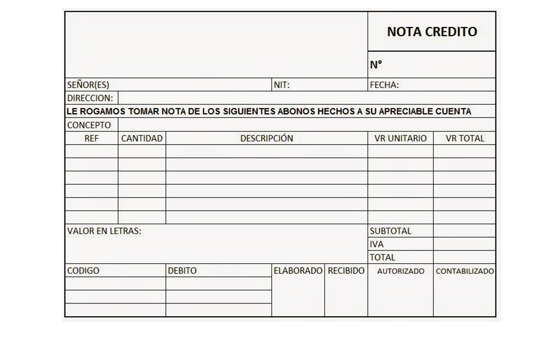 NOTA CREDITO
N°
SEÑOR(ES) NIT: FECHA:
DIRECCION:
LE ROGAMOS TOMAR NOTA DE LOS SIGUIENTES ABONOS HECHOS A SU APRECIABLE CUENTA
CONCEPTO
REF CANTIDAD DESCRIPCIÓN VR UNITARIO VR TOTAL
VALOR EN LETRAS: SUBTOTAL
IVA
TOTAL
CODIGO DEBITO ELABORADO RECIBIDO AUTORIZADO CONTABILIZADO